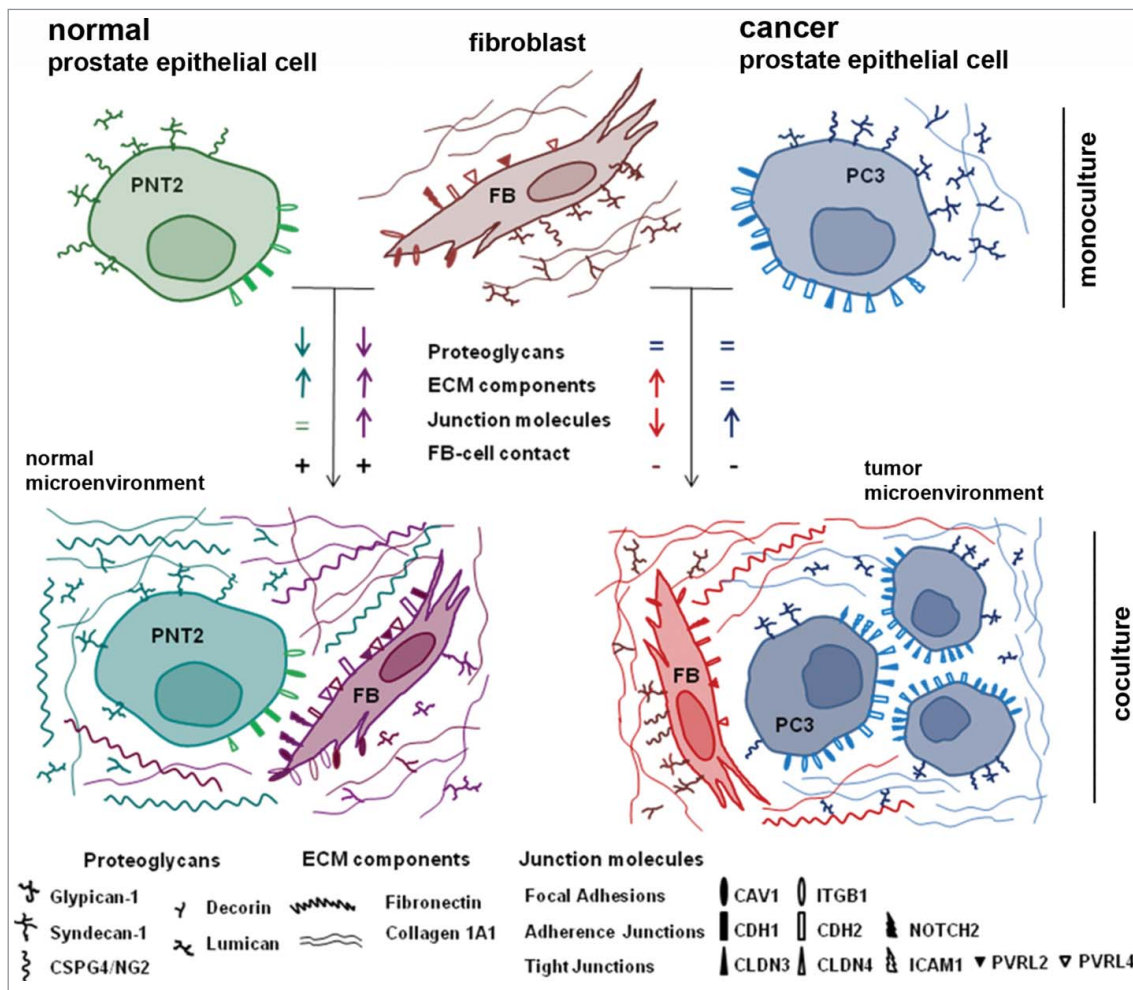 normal
prostate epithelial cell
fibroblast
cancer
prostate epithelial cell
PNT2
FB
PC3
monoculture
↓ ↓ Proteoglycans = =
↑ ↑ ECM components ↑ =
= ↑ Junction molecules ↓ ↑
+ + FB-cell contact - -
normal
microenvironment
tumor
microenvironment
PNT2
FB
FB
PC3
coculture
Proteoglycans
Glypican-1
Syndecan-1
CSPG4/NG2
Decorin
Lumican
ECM components
Fibronectin
Collagen 1A1
Junction molecules
Focal Adhesions CAV1 ITGB1
Adherence Junctions CDH1 CDH2 NOTCH2
Tight Junctions CLDN3 CLDN4 ICAM1 PVRL2 PVRL4